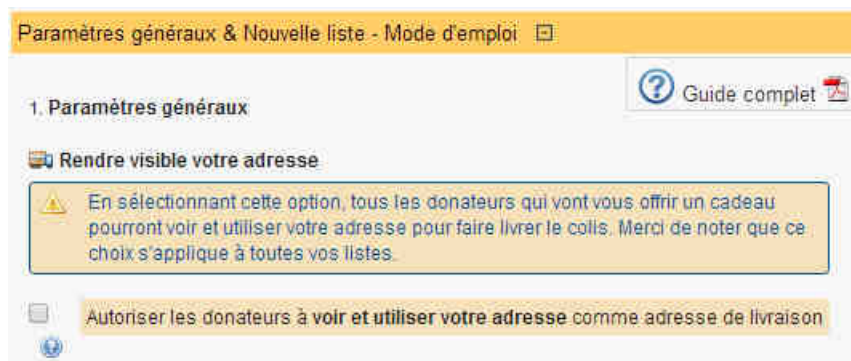 Paramètres généraux & Nouvelle liste - Mode d'emploi
Guide complet
1. Paramètres généraux
Rendre visible votre adresse
En sélectionnant cette option, tous les donateurs qui vont vous offrir un cadeau
pourront voir et utiliser votre adresse pour faire livrer le colis. Merci de noter que ce
choix s'applique à toutes vos listes.
Autoriser les donateurs à voir et utiliser votre adresse comme adresse de livraison